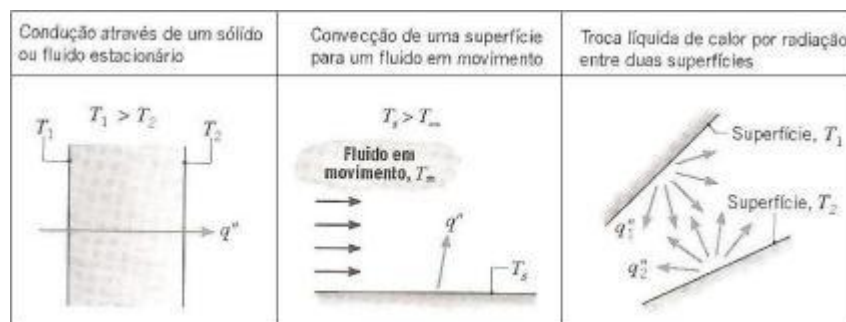 Condução através de um sólido
ou fluido estacionário
Convecção de uma superfície
para um fluido em movimento
Troca líquida de calor por radiação
entre duas superfícies
T₁
T₁ > T₂
T₂
q"
Tₛ > T∞
Fluido em
movimento, T∞
q"
Tₛ
Superfície, T₁
Superfície, T₂
q"₁
q"₂